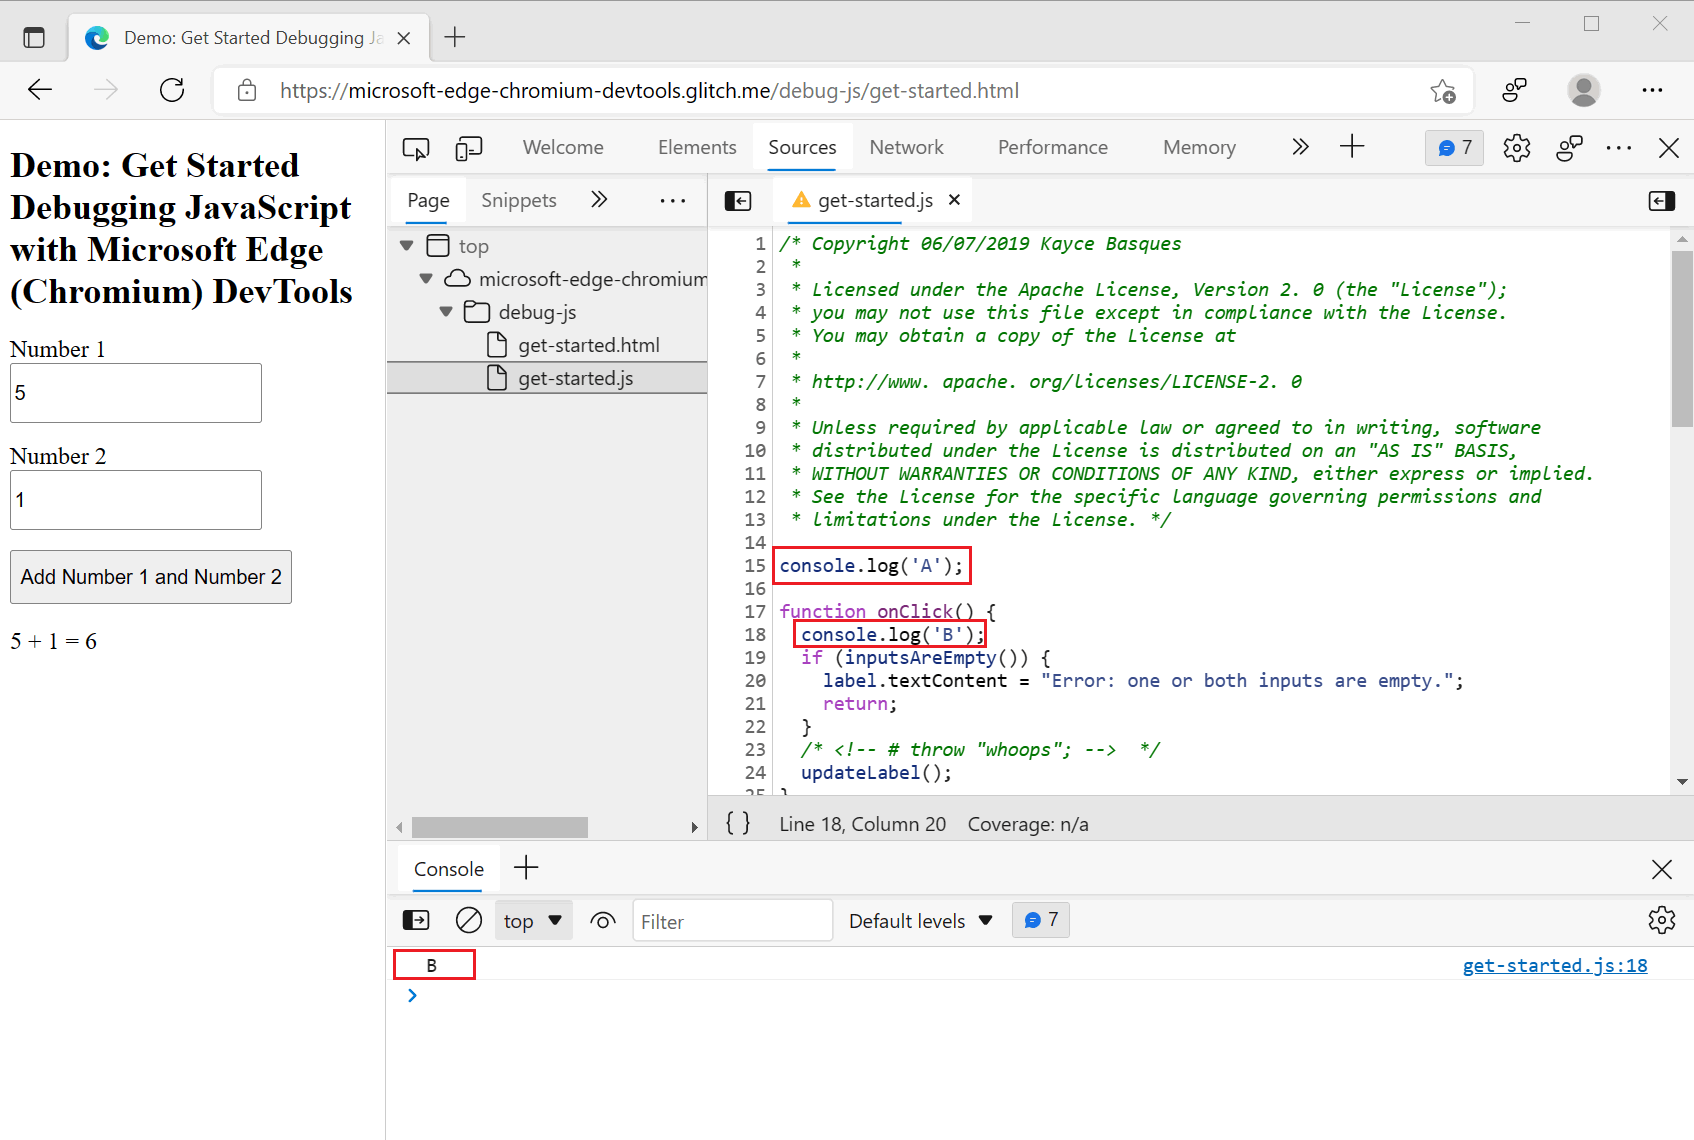 Demo: Get Started Debugging Ja
https://microsoft-edge-chromium-devtools.glitch.me/debug-js/get-started.html
Demo: Get Started
Debugging JavaScript
with Microsoft Edge
(Chromium) DevTools
Number 1
5
Number 2
1
Add Number 1 and Number 2
5 + 1 = 6
Welcome Elements Sources Network Performance Memory 7
Page Snippets
top
microsoft-edge-chromium
debug-js
get-started.html
get-started.js
get-started.js
1 /* Copyright 06/07/2019 Kayce Basques
2 *
3 * Licensed under the Apache License, Version 2. 0 (the "License");
4 * you may not use this file except in compliance with the License.
5 * You may obtain a copy of the License at
6 *
7 * http://www. apache. org/licenses/LICENSE-2. 0
8 *
9 * Unless required by applicable law or agreed to in writing, software
10 * distributed under the License is distributed on an "AS IS" BASIS,
11 * WITHOUT WARRANTIES OR CONDITIONS OF ANY KIND, either express or implied.
12 * See the License for the specific language governing permissions and
13 * limitations under the License. */
14
15 console.log('A');
16
17 function onClick() {
18 console.log('B');
19 if (inputsAreEmpty()) {
20 label.textContent = "Error: one or both inputs are empty.";
21 return;
22 }
23 /* <!-- # throw "whoops"; --> */
24 updateLabel();
25 }
{ } Line 18, Column 20 Coverage: n/a
Console
top Filter Default levels 7
B get-started.js:18